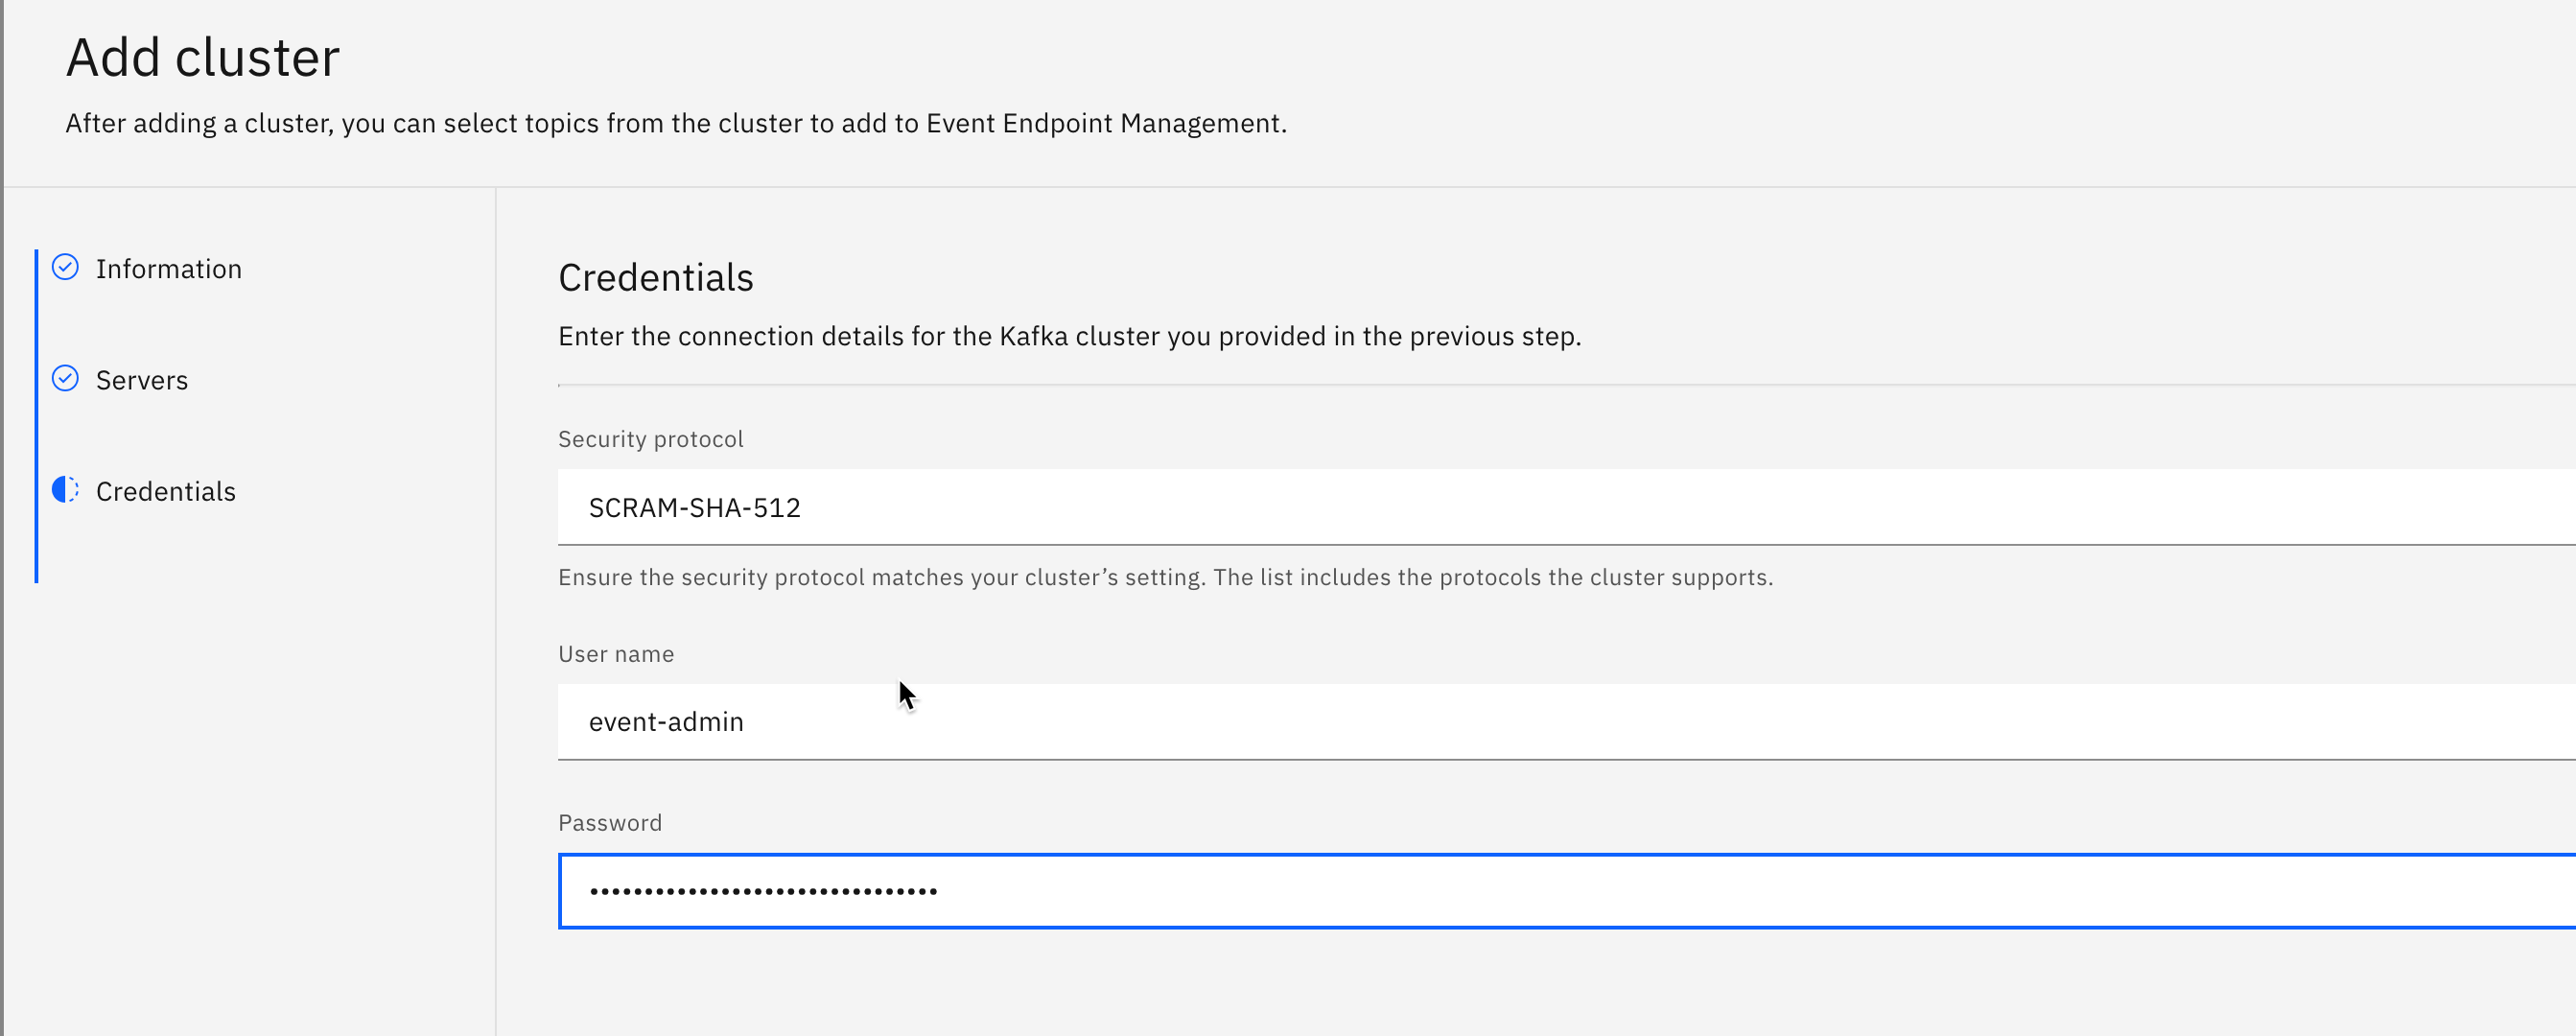 Add cluster
After adding a cluster, you can select topics from the cluster to add to Event Endpoint Management.
Information
Servers
Credentials
Credentials
Enter the connection details for the Kafka cluster you provided in the previous step.
Security protocol
SCRAM-SHA-512
Ensure the security protocol matches your cluster’s setting. The list includes the protocols the cluster supports.
User name
event-admin
Password
••••••••••••••••••••••••••••••••